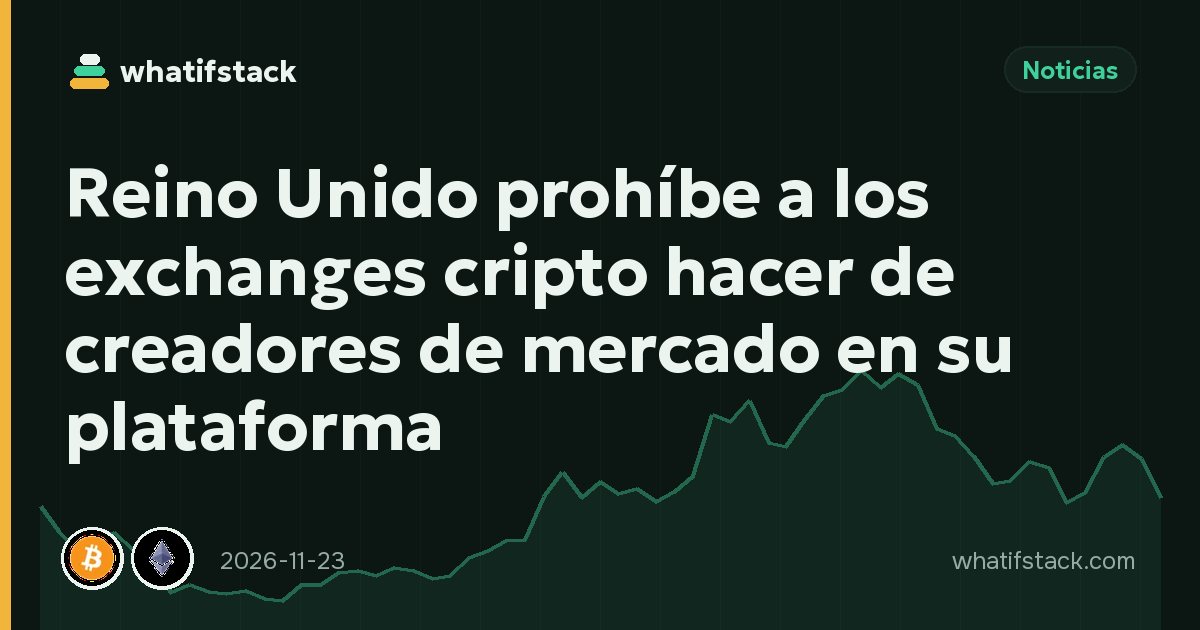 whatifstack
Noticias
Reino Unido prohíbe a los
exchanges cripto hacer de
creadores de mercado en su
plataforma
2026-11-23
whatifstack.com